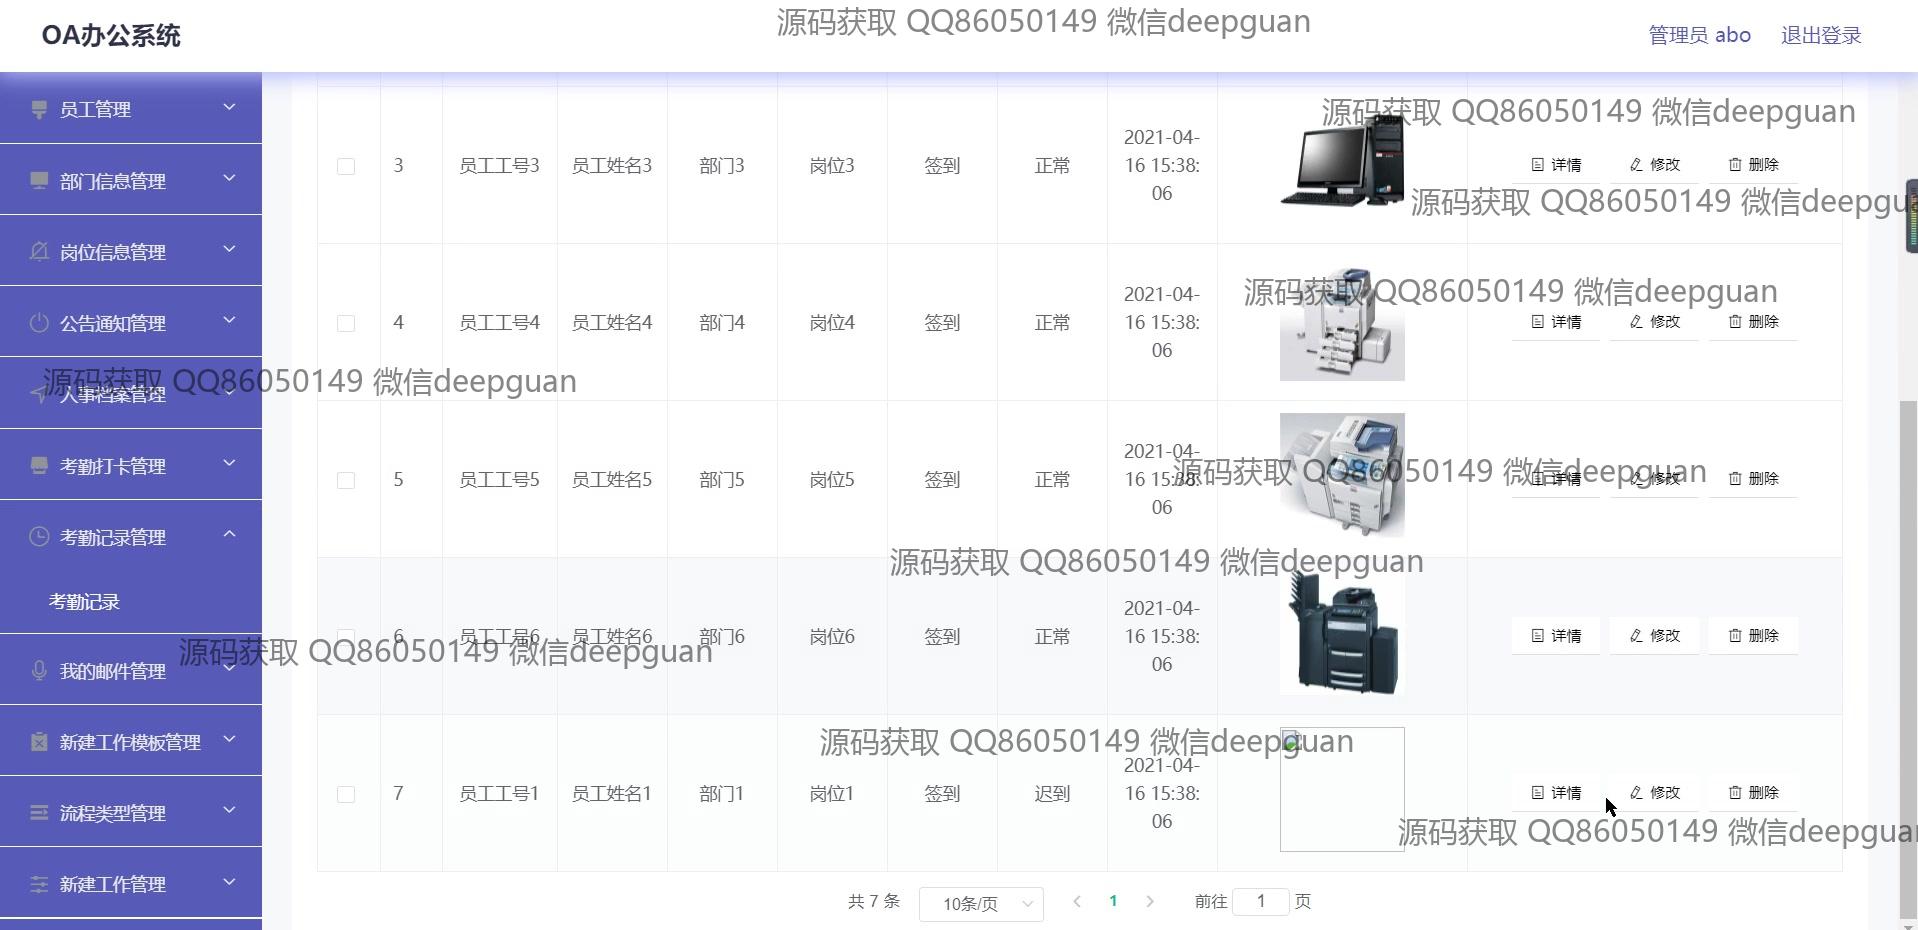 OA办公系统
源码获取 QQ86050149 微信deepguan
管理员 abo
退出登录
员工管理
部门信息管理
岗位信息管理
公告通知管理
人事档案管理
考勤打卡管理
考勤记录管理
考勤记录
我的邮件管理
新建工作模板管理
流程类型管理
新建工作管理
源码获取 QQ86050149 微信deepguan
3 员工工号3 员工姓名3 部门3 岗位3 签到 正常 2021-04-
16 15:38:
06
详情 修改 删除
源码获取 QQ86050149 微信deepgu
源码获取 QQ86050149 微信deepguan
4 员工工号4 员工姓名4 部门4 岗位4 签到 正常 2021-04-
16 15:38:
06
详情 修改 删除
源码获取 QQ86050149 微信deepguan
5 员工工号5 员工姓名5 部门5 岗位5 签到 正常 2021-04-
16 15:38:
06
详情 修改 删除
源码获取 QQ86050149 微信deepguan
源码获取 QQ86050149 微信deepguan
6 员工工号6 员工姓名6 部门6 岗位6 签到 正常 2021-04-
16 15:38:
06
详情 修改 删除
源码获取 QQ86050149 微信deepguan
源码获取 QQ86050149 微信deepguan
7 员工工号1 员工姓名1 部门1 岗位1 签到 迟到 2021-04-
16 15:38:
06
详情 修改 删除
源码获取 QQ86050149 微信deepguan
共 7 条 10条/页 1 前往 1 页